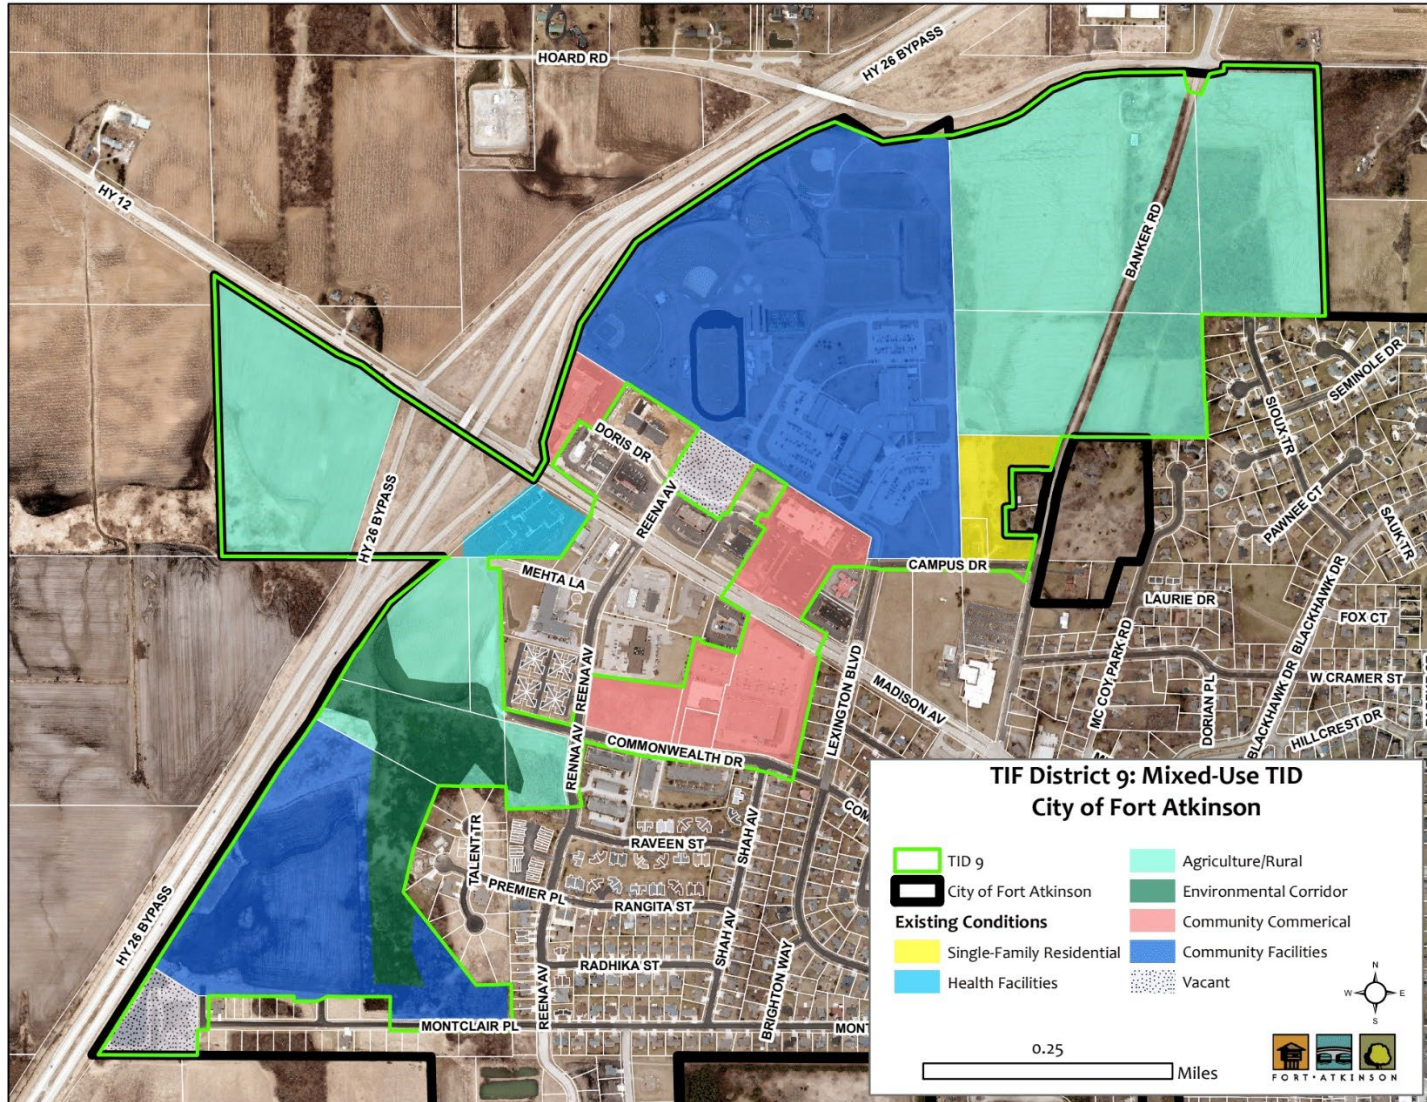 HOARD RD
HY 26 BYPASS
HY 12
BANKER RD
SEMINOLE DR
SIOUX TR
DORIS DR
PAWNEE CT
SAUK TR
HY 26 BYPASS
REENA AV
CAMPUS DR
MEHTA LA
LAURIE DR
BLACKHAWK DR
FOX CT
MC COY PARK RD
REENA AV
W CRAMER ST
MADISON AV
LEXINGTON BLVD
DORIAN PL
BLACKHAWK DR
HILLCREST DR
RENNA AV
COMMONWEALTH DR
COM
TALENT TR
RAVEEN ST
SHAH AV
PREMIER PL
RANGITA ST
HY 26 BYPASS
SHAH AV
RADHIKA ST
BRIGHTON WAY
REENA AV
MONTCLAIR PL
MONT
TIF District 9: Mixed-Use TID
City of Fort Atkinson
TID 9
City of Fort Atkinson
Existing Conditions
Single-Family Residential
Health Facilities
Agriculture/Rural
Environmental Corridor
Community Commerical
Community Facilities
Vacant
N
W E
S
0.25
Miles
FORT • ATKINSON